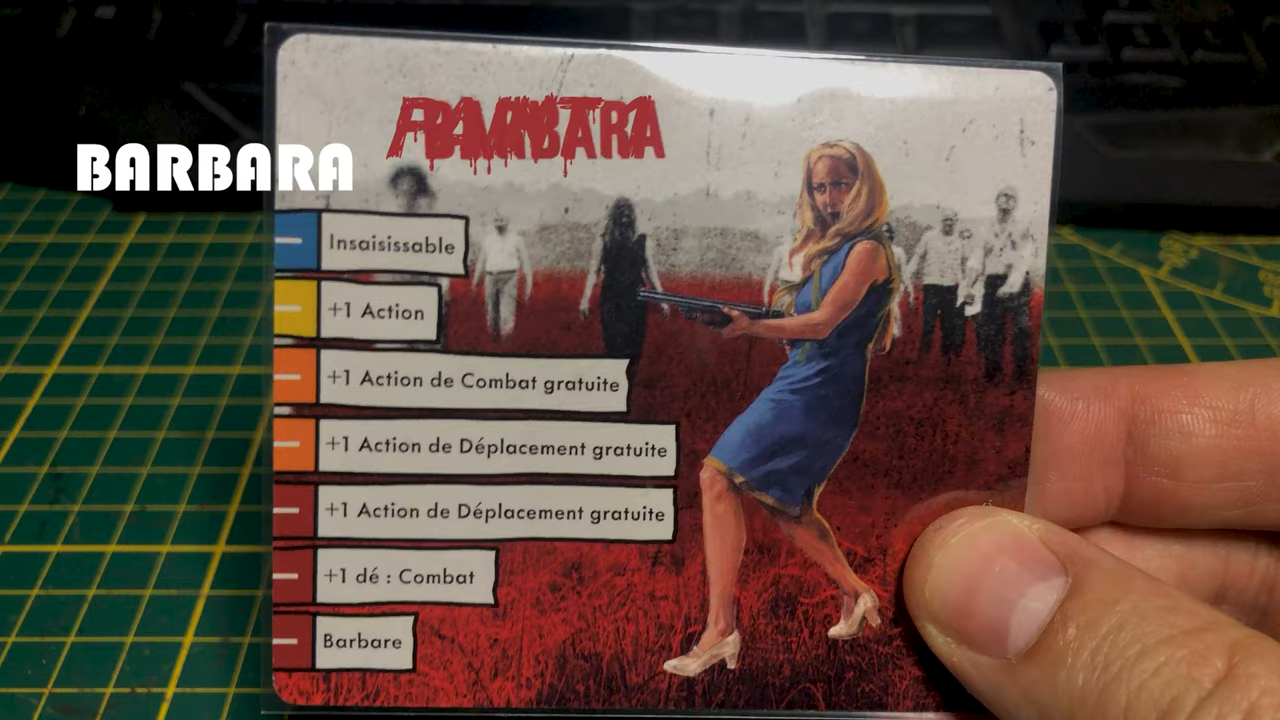 BARBARA
BARBARA
Insaisissable
+1 Action
+1 Action de Combat gratuite
+1 Action de Déplacement gratuite
+1 Action de Déplacement gratuite
+1 dé : Combat
Barbare